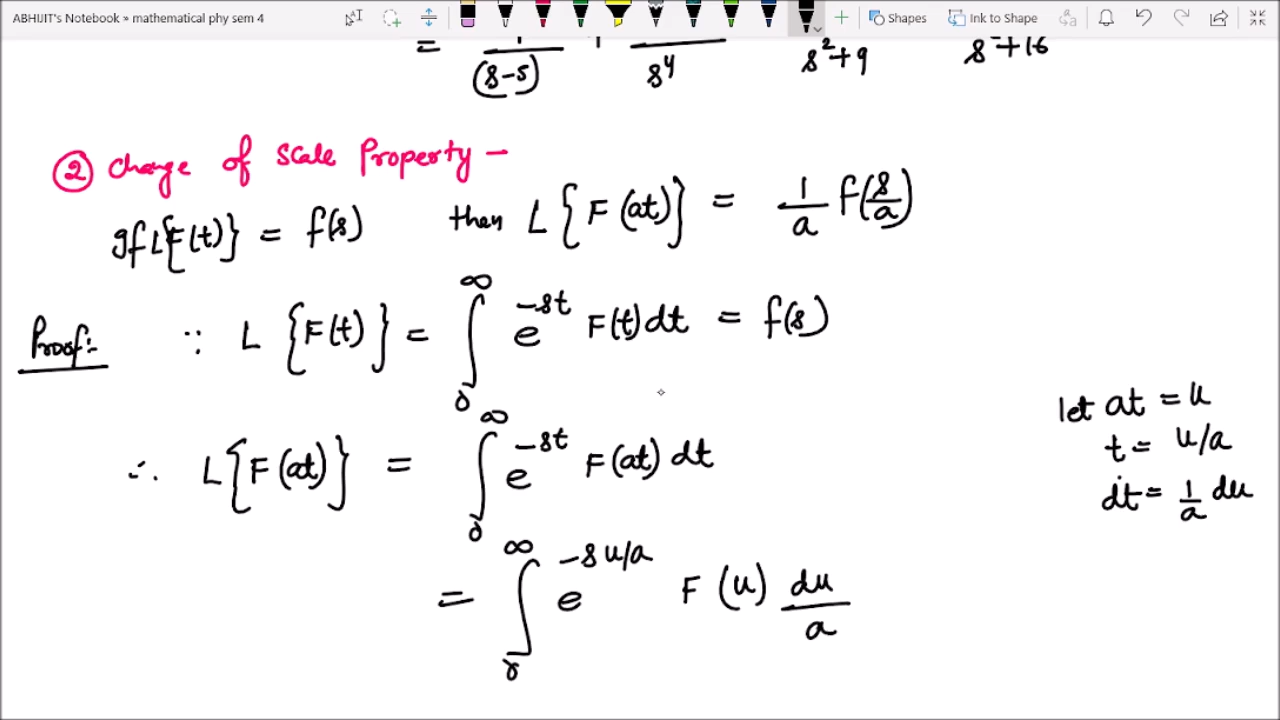 ABHIJIT's Notebook » mathematical phy sem 4
Shapes
Ink to Shape
= 1/(s-5) + /s⁴ s²+9 s²+16
② Change of Scale Property -
If L{F(t)} = f(s) then L{F(at)} = 1/a f(s/a)
Proof:- ∵ L{F(t)} = ∫₀^∞ e^-st F(t)dt = f(s)
let at = u
∴ L{F(at)} = ∫₀^∞ e^-st F(at) dt
t = u/a
dt = 1/a du
= ∫₀^∞ e^-su/a F(u) du/a